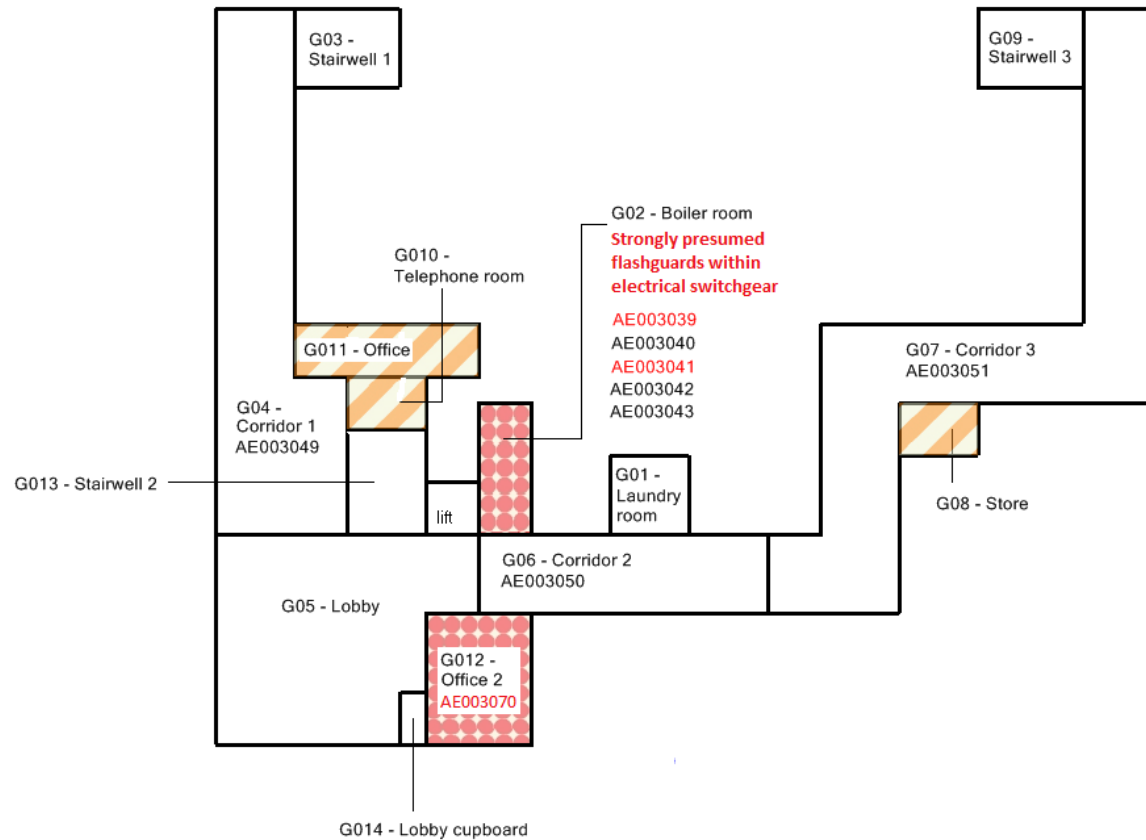 G03 -
Stairwell 1
G09 -
Stairwell 3
G02 - Boiler room
Strongly presumed
flashguards within
electrical switchgear
AE003039
AE003040
AE003041
AE003042
AE003043
G010 -
Telephone room
G011 - Office
G07 - Corridor 3
AE003051
G04 -
Corridor 1
AE003049
G013 - Stairwell 2
lift
G01 -
Laundry
room
G08 - Store
G06 - Corridor 2
AE003050
G05 - Lobby
G012 -
Office 2
AE003070
G014 - Lobby cupboard